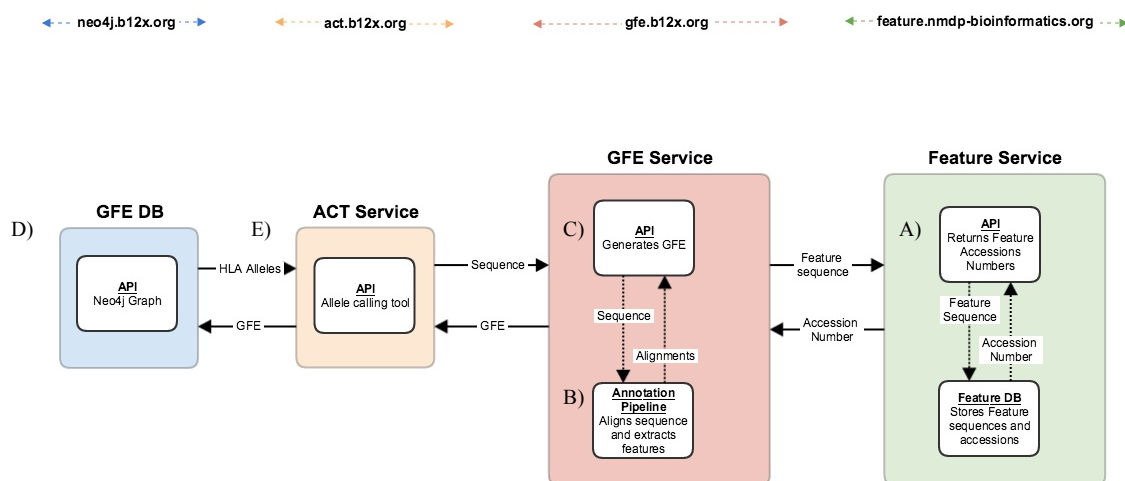 neo4j.b12x.org
act.b12x.org
gfe.b12x.org
feature.nmdp-bioinformatics.org
GFE Service
Feature Service
D)
GFE DB
E)
ACT Service
C)
A)
API
Neo4j Graph
HLA Alleles
GFE
API
Allele calling tool
Sequence
GFE
API
Generates GFE
Sequence
Alignments
B)
Annotation
Pipeline
Aligns sequence
and extracts
features
Feature
sequence
Accession
Number
API
Returns Feature
Accessions
Numbers
Feature
Sequence
Accession
Number
Feature DB
Stores Feature
sequences and
accessions